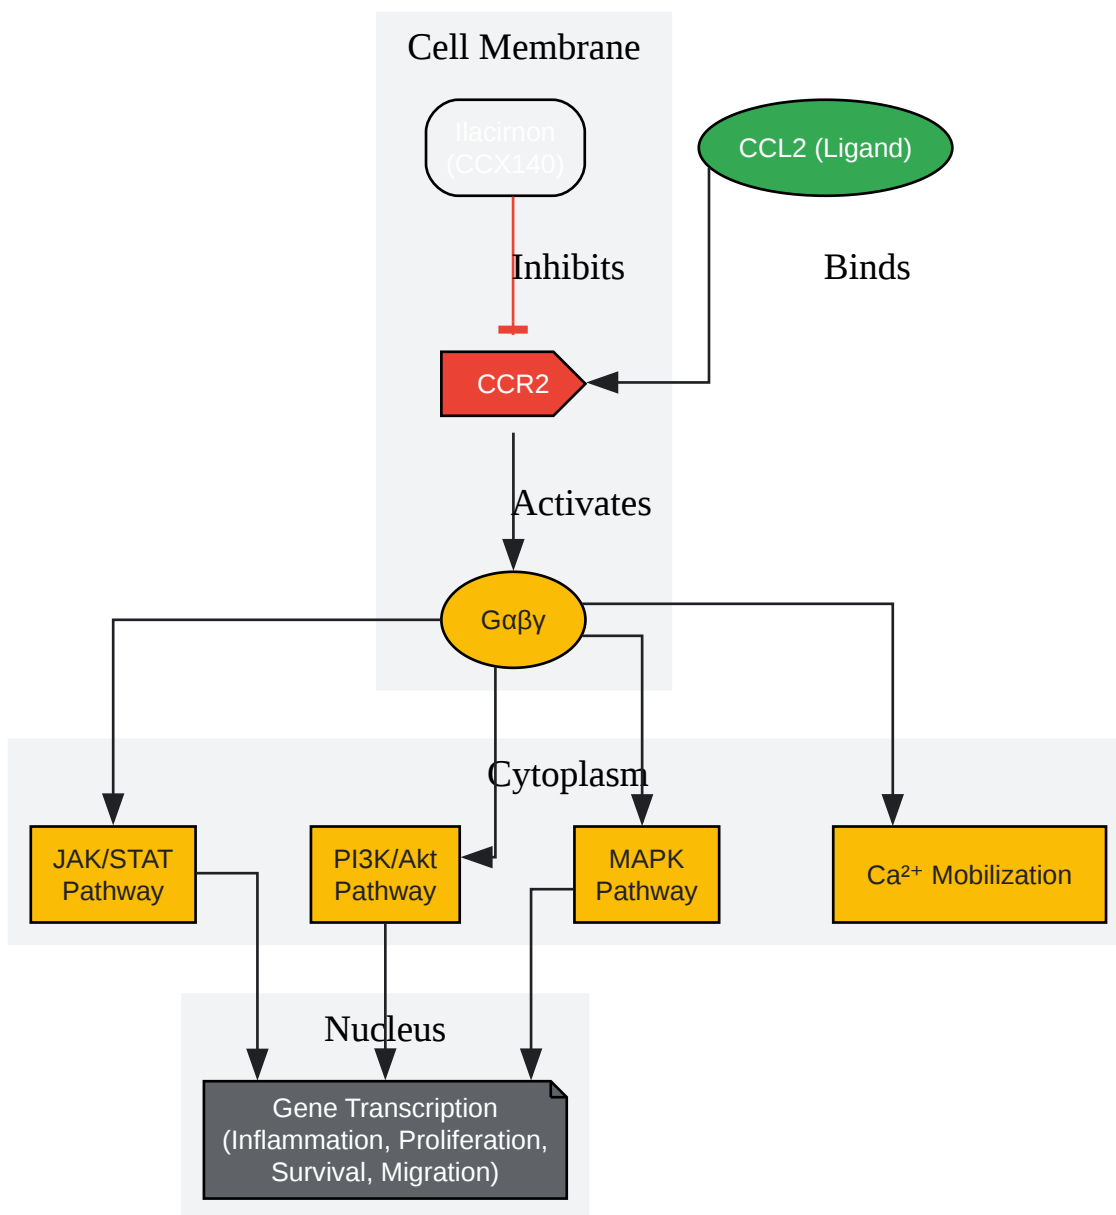 Cell Membrane
Ilacirnon
(CCX140)
CCL2 (Ligand)
Inhibits
Binds
CCR2
Activates
Gαβγ
Cytoplasm
JAK/STAT
Pathway
PI3K/Akt
Pathway
MAPK
Pathway
Ca²⁺ Mobilization
Nucleus
Gene Transcription
(Inflammation, Proliferation,
Survival, Migration)